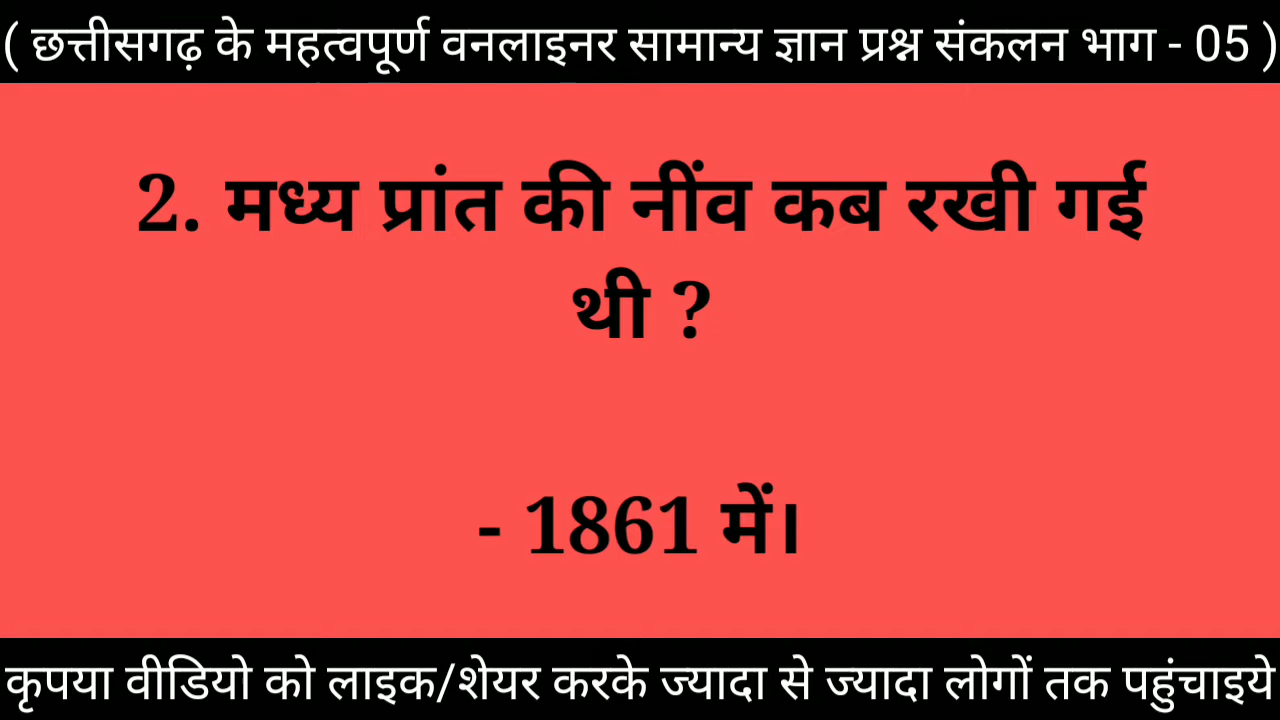 ( छत्तीसगढ़ के महत्वपूर्ण वनलाइनर सामान्य ज्ञान प्रश्न संकलन भाग - 05 )
2. मध्य प्रांत की नींव कब रखी गई
थी ?
- 1861 में।
कृपया वीडियो को लाइक/शेयर करके ज्यादा से ज्यादा लोगों तक पहुंचाइये